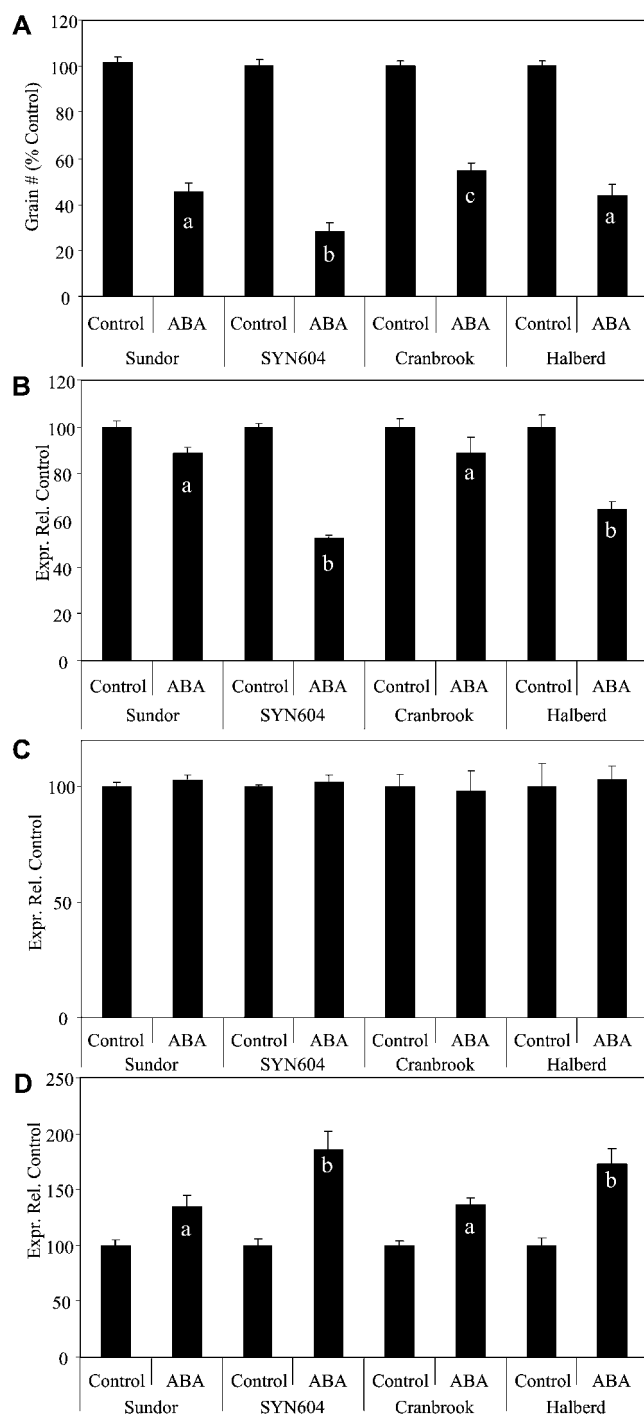 A
Grain # (% Control)
120
100
80
60
40
20
0
a
b
c
a
Control ABA Control ABA Control ABA Control ABA
Sundor SYN604 Cranbrook Halberd
B
Expr. Rel. Control
120
100
80
60
40
20
0
a
b
a
b
Control ABA Control ABA Control ABA Control ABA
Sundor SYN604 Cranbrook Halberd
C
Expr. Rel. Control
100
50
0
Control ABA Control ABA Control ABA Control ABA
Sundor SYN604 Cranbrook Halberd
D
Expr. Rel. Control
250
200
150
100
50
0
a
b
a
b
Control ABA Control ABA Control ABA Control ABA
Sundor SYN604 Cranbrook Halberd